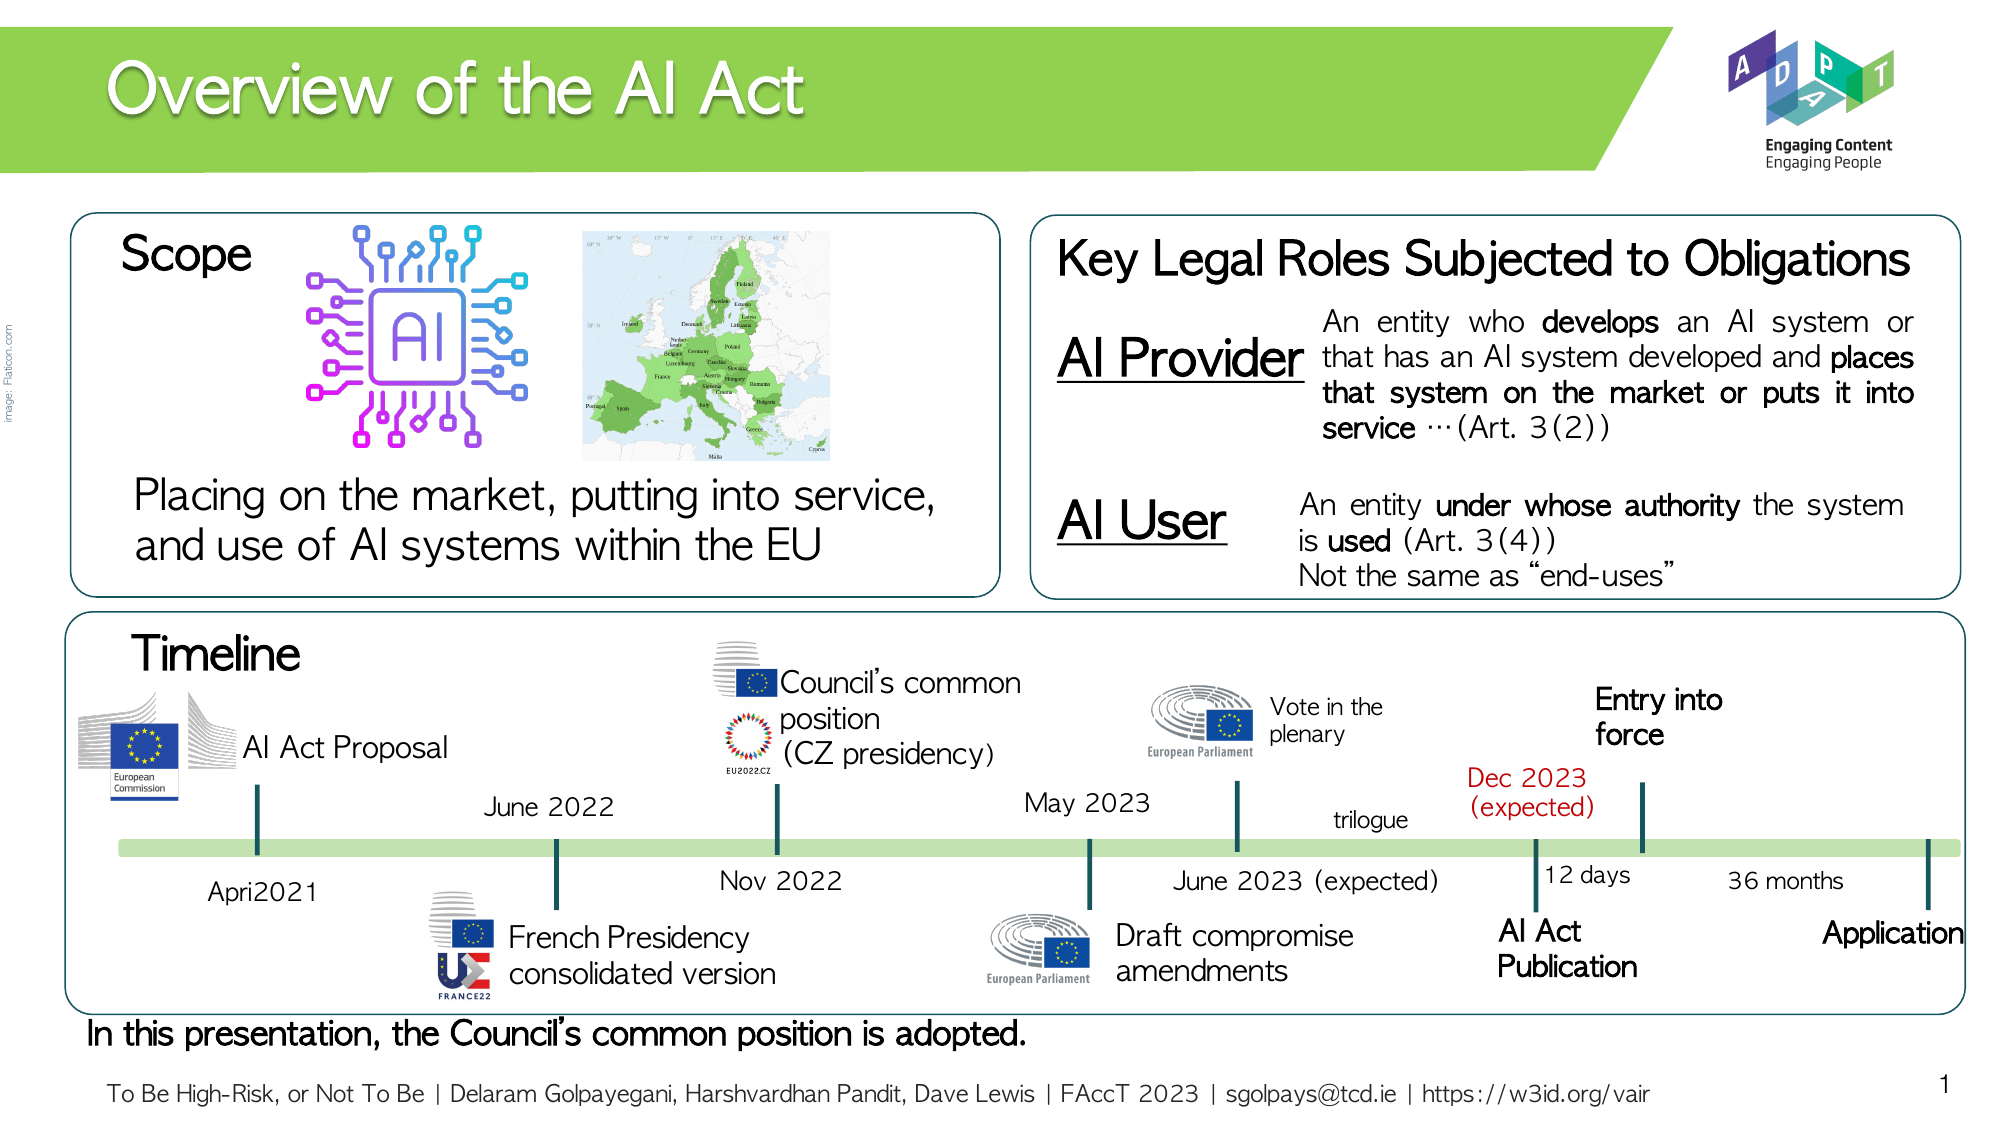 Overview of the AI Act
A D A P T
Engaging Content
Engaging People
image: Flaticon.com
Scope
AI
Finland
Sweden
Estonia
Latvia
Lithuania
Ireland
Denmark
Nether-
lands
Belgium
Germany
Poland
Luxembourg
Czechia
Slovakia
France
Austria
Hungary
Romania
Slovenia
Croatia
Portugal
Spain
Italy
Bulgaria
Greece
Malta
Cyprus
Placing on the market, putting into service,
and use of AI systems within the EU
Key Legal Roles Subjected to Obligations
AI Provider
An entity who develops an AI system or
that has an AI system developed and places
that system on the market or puts it into
service …(Art. 3(2))
AI User
An entity under whose authority the system
is used (Art. 3(4))
Not the same as “end-uses”
Timeline
European
Commission
AI Act Proposal
Apri2021
June 2022
FRANCE22
French Presidency
consolidated version
EU2022.CZ
Council’s common
position
(CZ presidency)
Nov 2022
May 2023
European Parliament
Draft compromise
amendments
European Parliament
Vote in the
plenary
June 2023 (expected)
trilogue
Dec 2023
(expected)
AI Act
Publication
12 days
Entry into
force
36 months
Application
In this presentation, the Council’s common position is adopted.
To Be High-Risk, or Not To Be | Delaram Golpayegani, Harshvardhan Pandit, Dave Lewis | FAccT 2023 | sgolpays@tcd.ie | https://w3id.org/vair
1